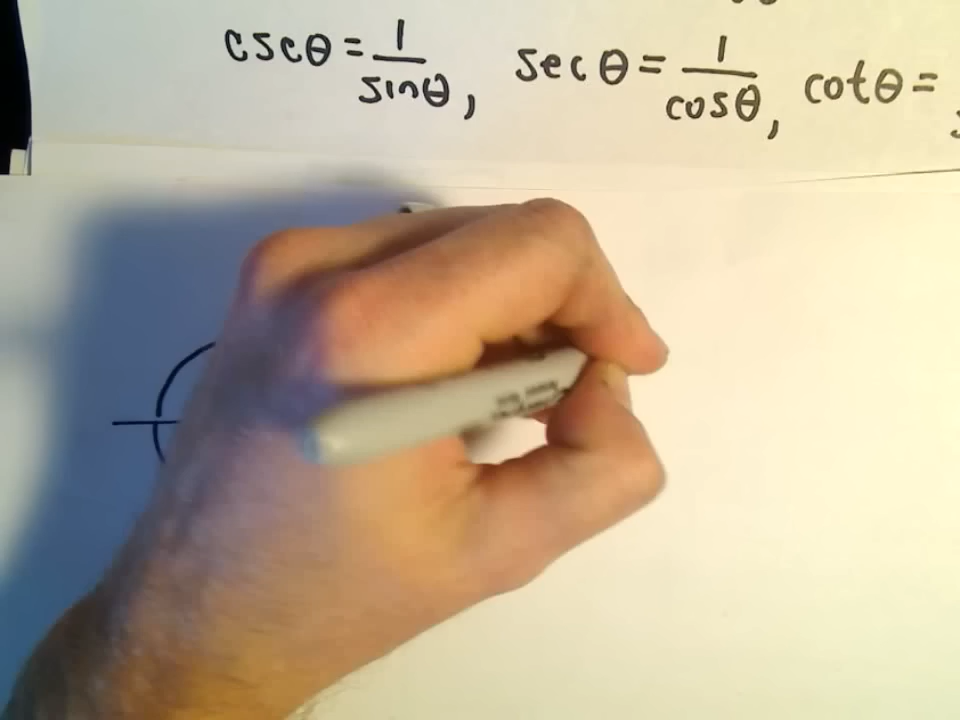 cscθ = 1/sinθ, secθ = 1/cosθ, cotθ =